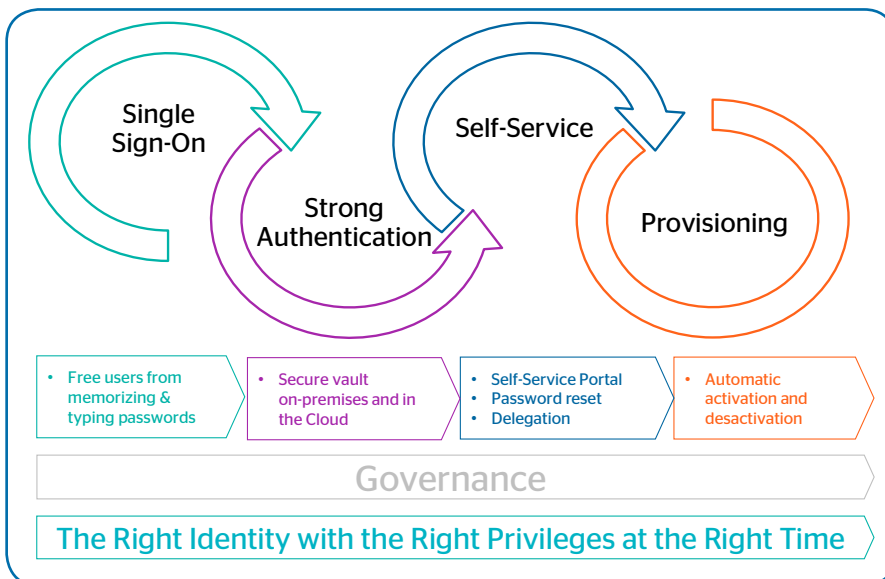 Single
Sign-On
Strong
Authentication
Self-Service
Provisioning
• Free users from
memorizing &
typing passwords
• Secure vault
on-premises and in
the Cloud
• Self-Service Portal
• Password reset
• Delegation
• Automatic
activation and
desactivation
Governance
The Right Identity with the Right Privileges at the Right Time